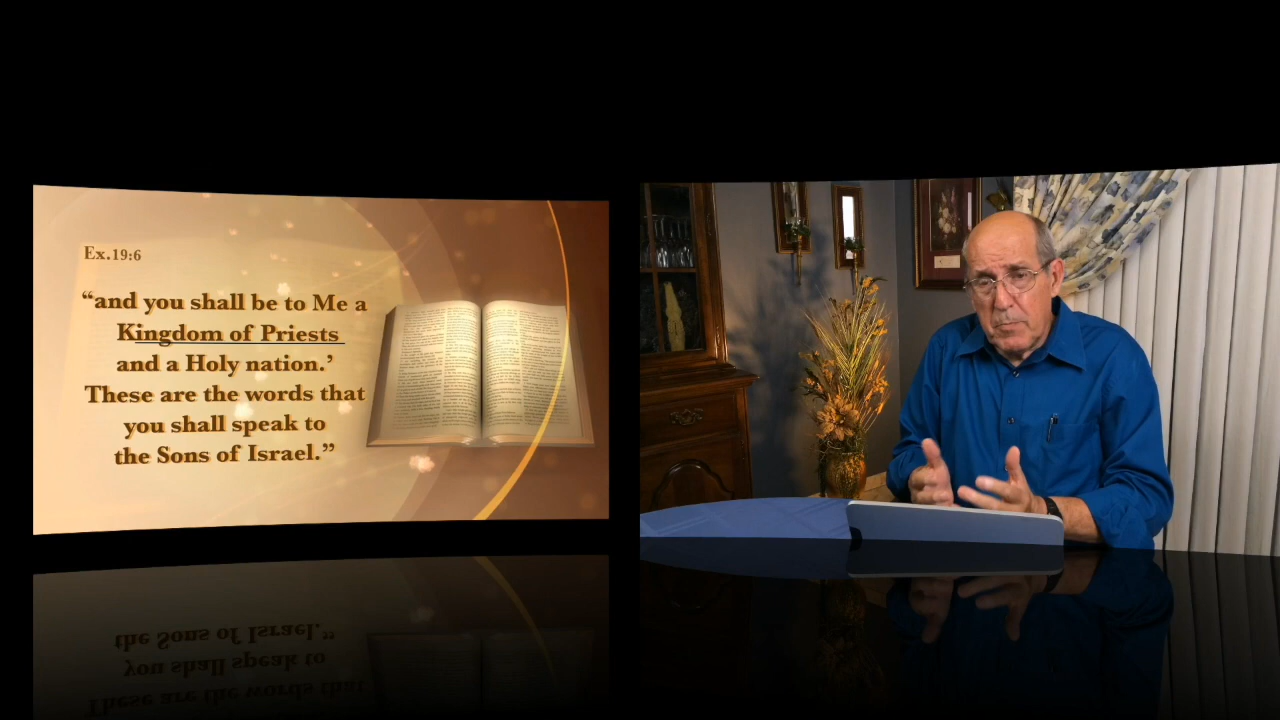 Ex.19:6
“and you shall be to Me a
Kingdom of Priests
and a Holy nation.’
These are the words that
you shall speak to
the Sons of Israel.”